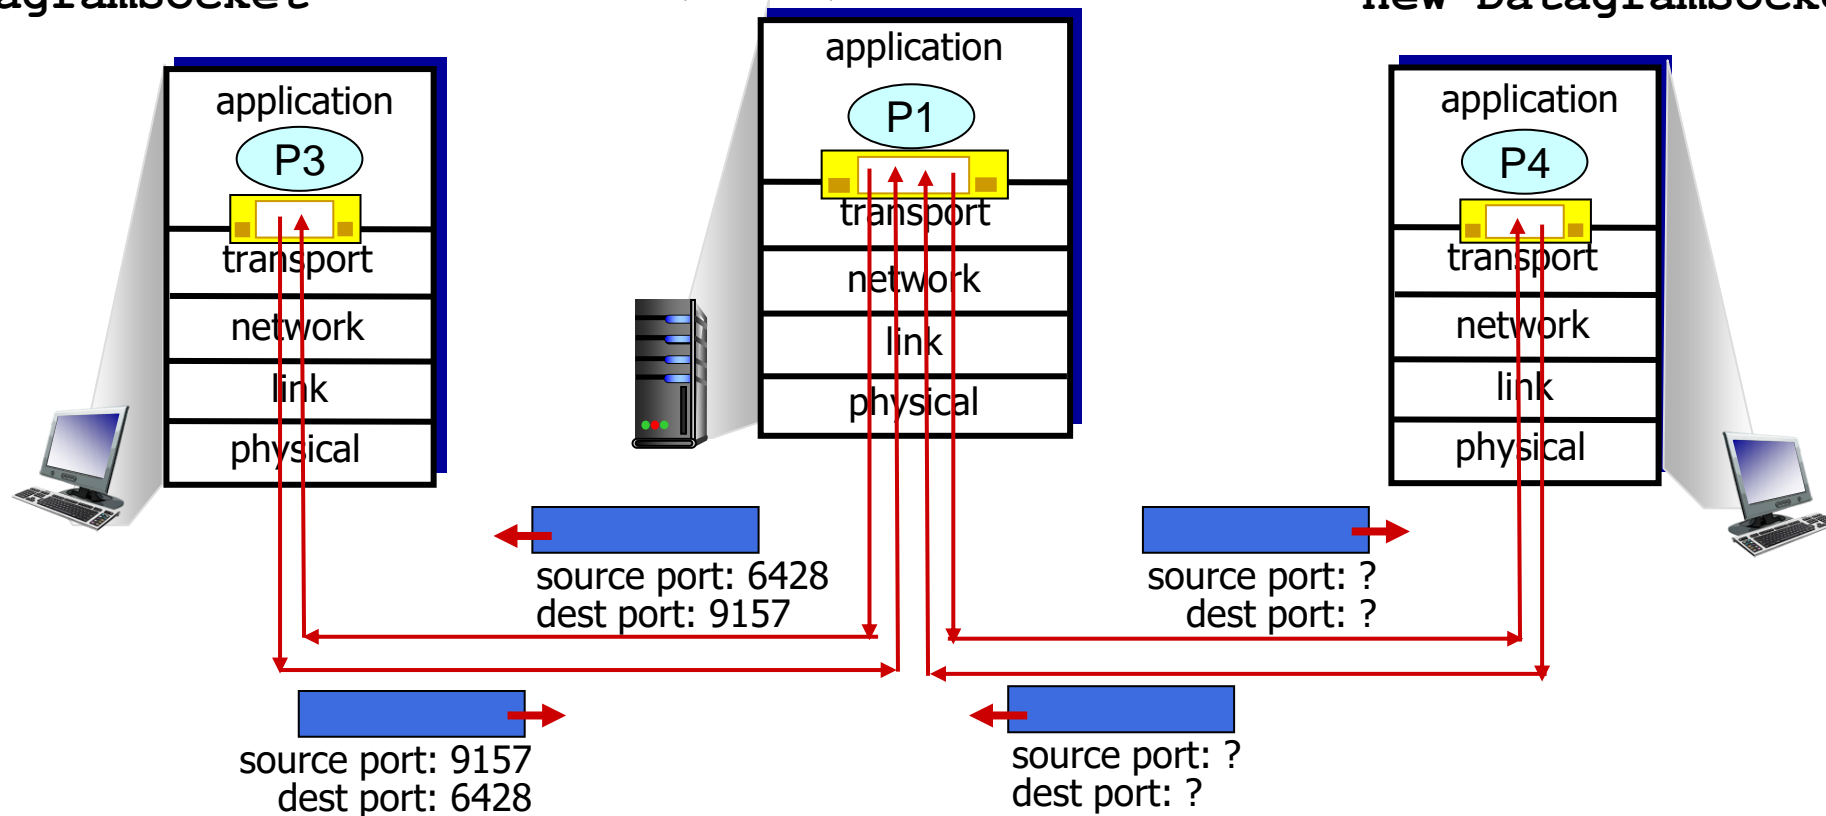 application
P3
transport
network
link
physical
application
P1
transport
network
link
physical
application
P4
transport
network
link
physical
source port: 6428
dest port: 9157
source port: ?
dest port: ?
source port: 9157
dest port: 6428
source port: ?
dest port: ?